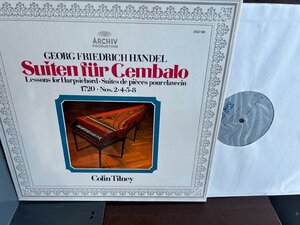 ARCHIV
PRODUKTION
GEORG FRIEDRICH HÄNDEL
Suiten für Cembalo
Lessons for Harpsichord · Suites de pièces pour clavecin
1720 · Nos. 2·4·5·8
Colin Tilney